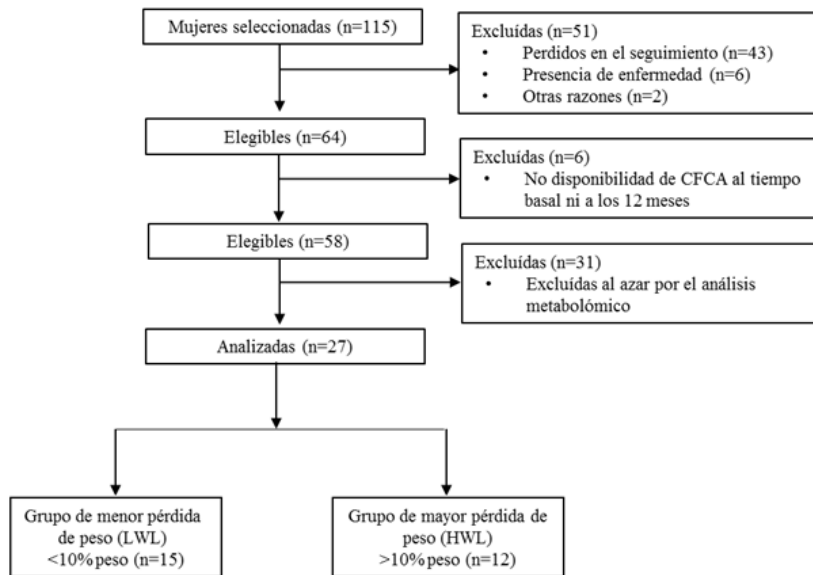 Mujeres seleccionadas (n=115)
Excluídas (n=51)
• Perdidos en el seguimiento (n=43)
• Presencia de enfermedad (n=6)
• Otras razones (n=2)
Elegibles (n=64)
Excluídas (n=6)
• No disponibilidad de CFCA al tiempo
basal ni a los 12 meses
Elegibles (n=58)
Excluídas (n=31)
• Excluídas al azar por el análisis
metabolómico
Analizadas (n=27)
Grupo de menor pérdida
de peso (LWL)
<10% peso (n=15)
Grupo de mayor pérdida de
peso (HWL)
>10% peso (n=12)